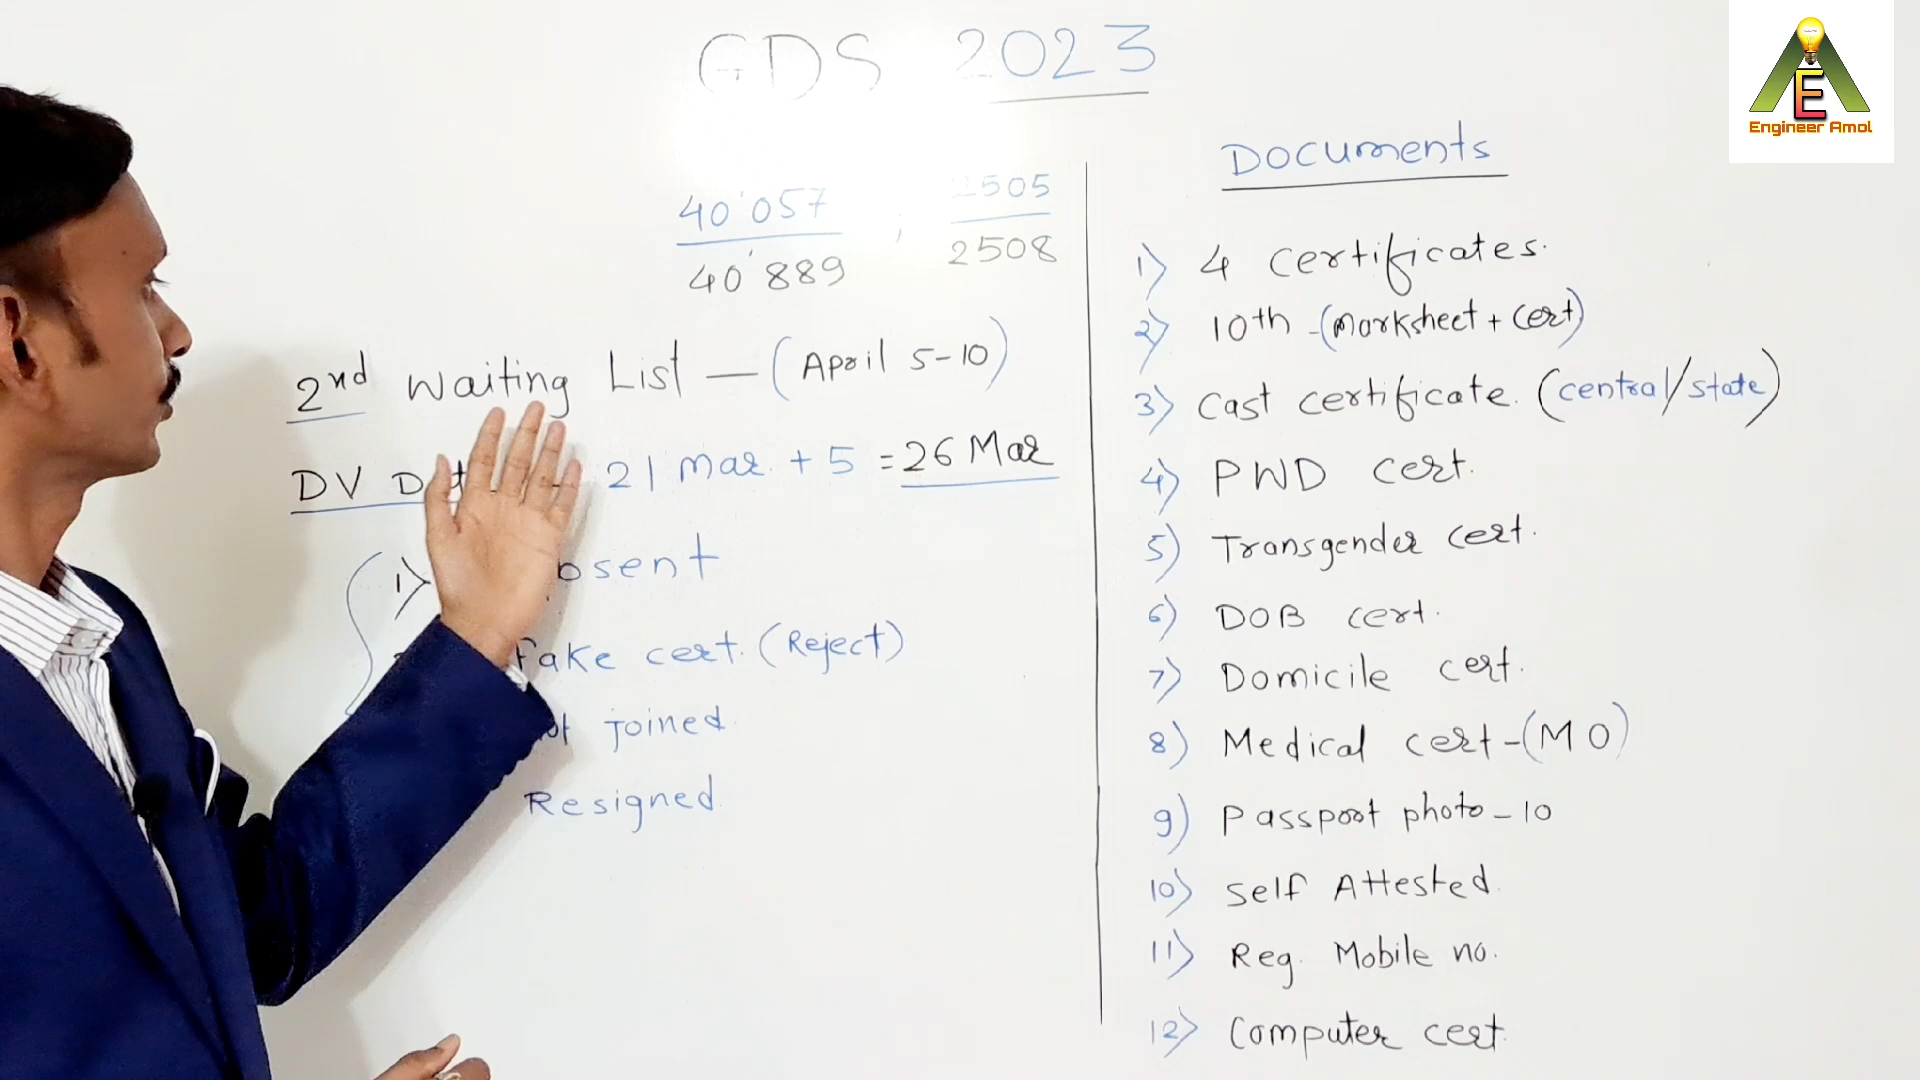 GDS 2023
E
Engineer Amol
40'057 , 2505
40'889 2508
2nd Waiting List — (April 5-10)
DV 21 Mar + 5 = 26 Mar
1)
Fake cert. (Reject)
joined
Resigned
Documents
1) 4 certificates.
2) 10th - (Marksheet + Cert)
3) Cast certificate. (central/state)
4) PWD cert.
5) Transgender cert.
6) DOB cert.
7) Domicile cert.
8) Medical cert - (MO)
9) Passport photo - 10
10) Self Attested
11) Reg. Mobile no.
12) Computer cert.